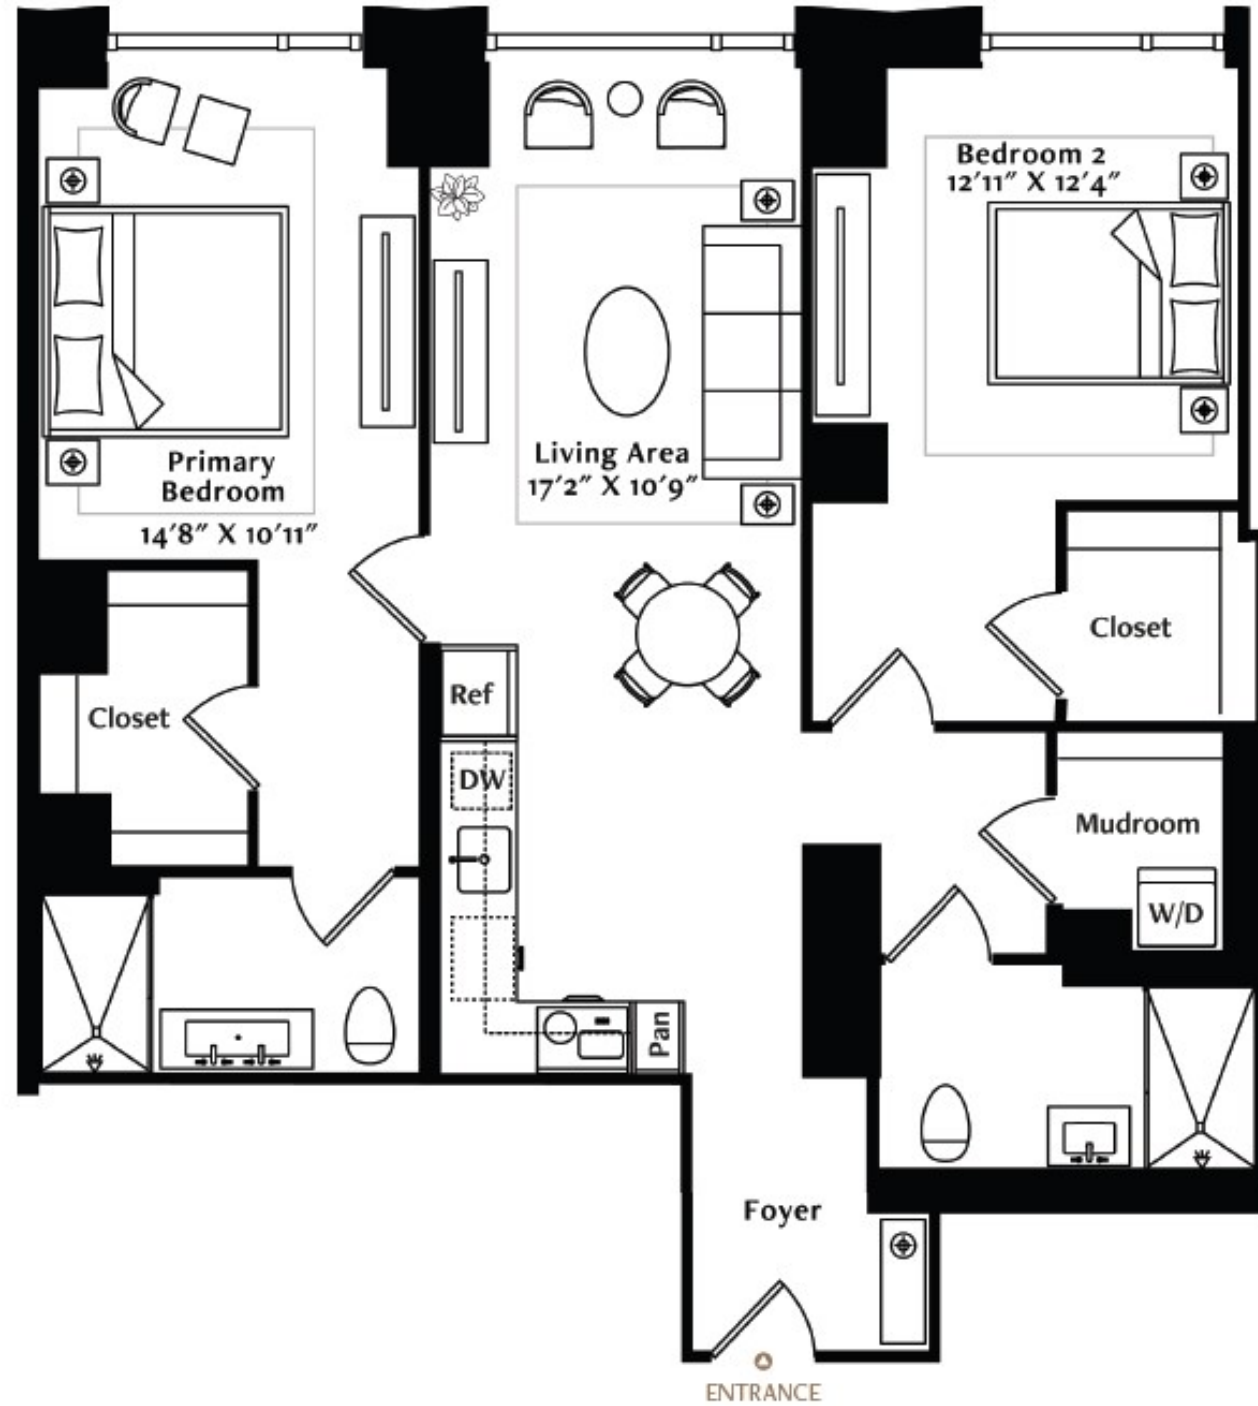 Bedroom 2
12'11" X 12'4"
Living Area
17'2" X 10'9"
Primary
Bedroom
14'8" X 10'11"
Closet
Ref
Closet
DW
Mudroom
W/D
Pan
Foyer
ENTRANCE